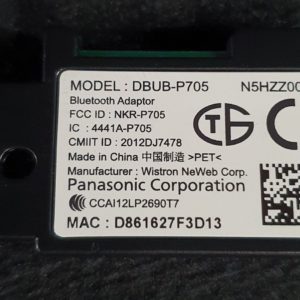 MODEL : DBUB-P705 N5HZZ00
Bluetooth Adaptor
FCC ID : NKR-P705
IC : 4441A-P705
CMIIT ID : 2012DJ7478
Made in China 中国制造 >PET<
Manufacturer : Wistron NeWeb Corp.
Panasonic Corporation
CCAI12LP2690T7
MAC : D861627F3D13